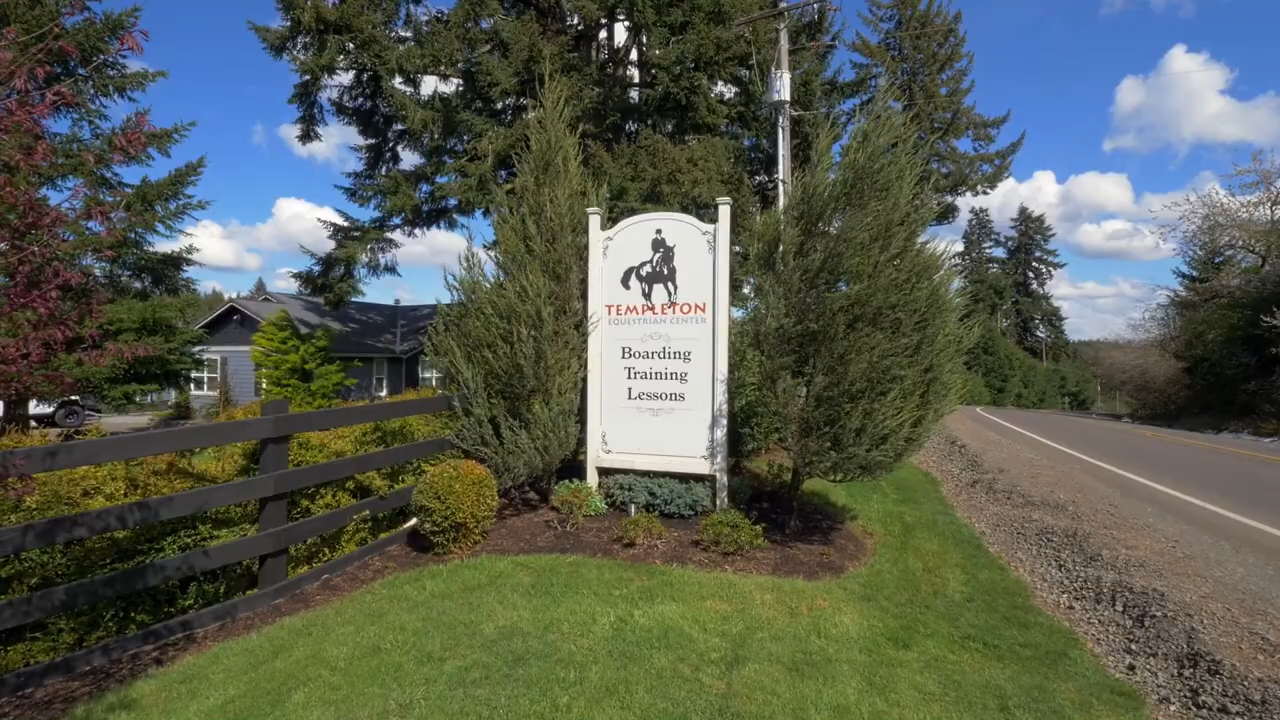 TEMPLETON
EQUESTRIAN CENTER
Boarding
Training
Lessons